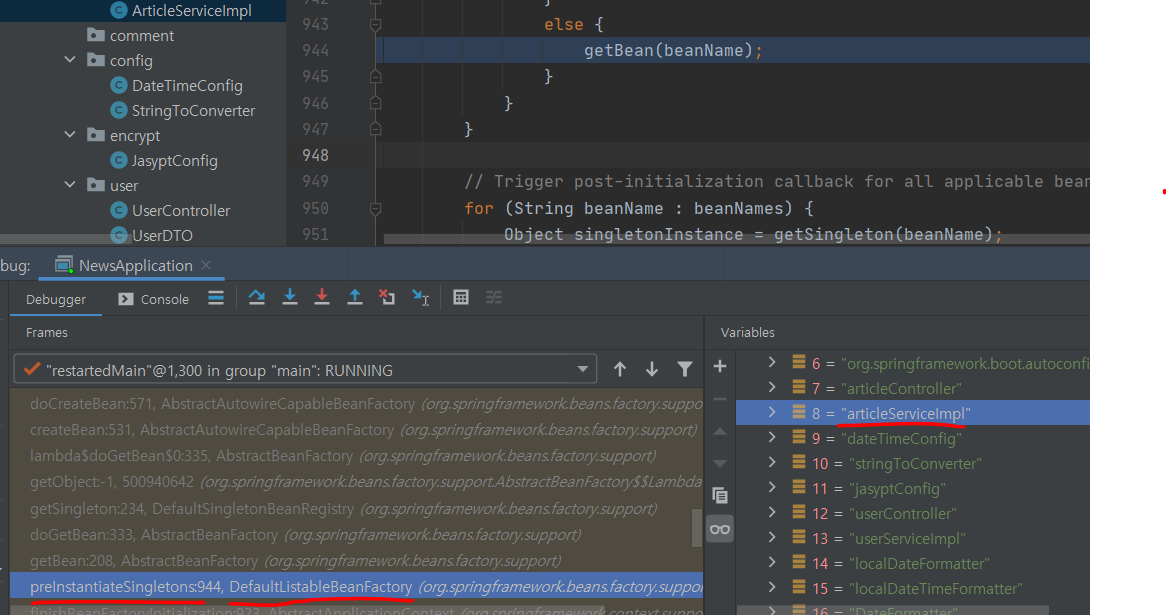 ArticleServiceImpl
comment
config
DateTimeConfig
StringToConverter
encrypt
JasyptConfig
user
UserController
UserDTO
943 else {
944 getBean(beanName);
945 }
946 }
947 }
948
949 // Trigger post-initialization callback for all applicable bean
950 for (String beanName : beanNames) {
951 Object singletonInstance = getSingleton(beanName);
bug: NewsApplication
Debugger Console
Frames
"restartedMain"@1,300 in group "main": RUNNING
doCreateBean:571, AbstractAutowireCapableBeanFactory (org.springframework.beans.factory.suppo
createBean:531, AbstractAutowireCapableBeanFactory (org.springframework.beans.factory.support)
lambda$doGetBean$0:335, AbstractBeanFactory (org.springframework.beans.factory.support)
getObject:-1, 500940642 (org.springframework.beans.factory.support.AbstractBeanFactory$$Lambda
getSingleton:234, DefaultSingletonBeanRegistry (org.springframework.beans.factory.support)
doGetBean:333, AbstractBeanFactory (org.springframework.beans.factory.support)
getBean:208, AbstractBeanFactory (org.springframework.beans.factory.support)
preInstantiateSingletons:944, DefaultListableBeanFactory (org.springframework.beans.factory.suppo
finishBeanFactoryInitialization:923, AbstractApplicationContext (org.springframework.context.suppo
Variables
6 = "org.springframework.boot.autoconfi
7 = "articleController"
8 = "articleServiceImpl"
9 = "dateTimeConfig"
10 = "stringToConverter"
11 = "jasyptConfig"
12 = "userController"
13 = "userServiceImpl"
14 = "localDateFormatter"
15 = "localDateTimeFormatter"
16 = "DateFormatter"